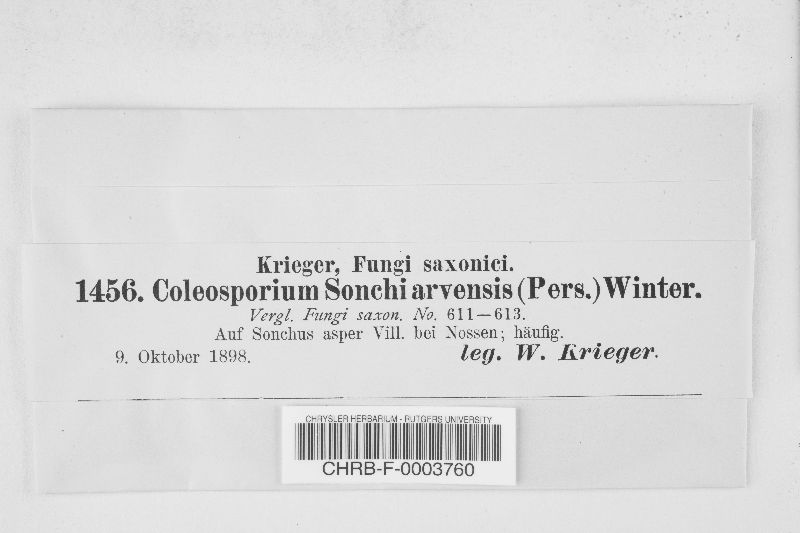 Krieger, Fungi saxonici.
1456. Coleosporium Sonchi arvensis (Pers.) Winter.
Vergl. Fungi saxon. No. 611—613.
Auf Sonchus asper Vill. bei Nossen; häufig.
9. Oktober 1898. leg. W. Krieger.
CHRYSLER HERBARIUM - RUTGERS UNIVERSITY
CHRB-F-0003760